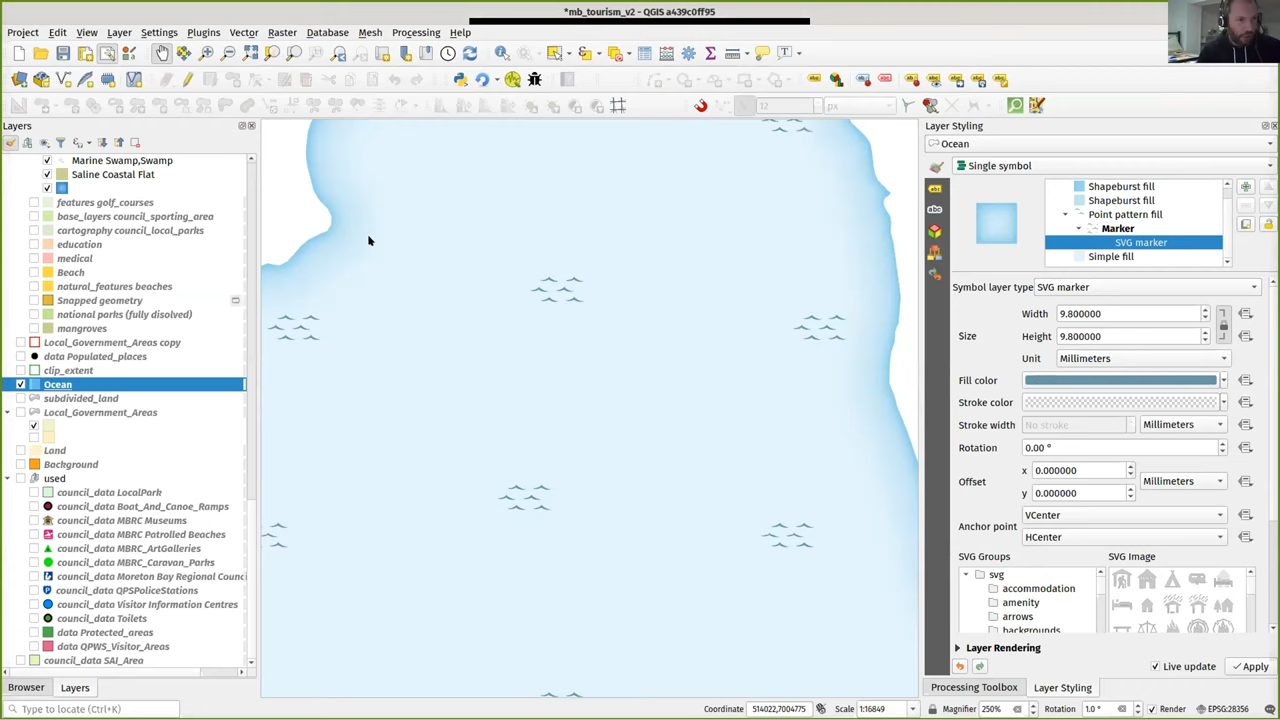 *mb_tourism_v2 - QGIS a439c0ff95
Project Edit View Layer Settings Plugins Vector Raster Database Mesh Processing Help
12 px
Layers
Marine Swamp,Swamp
Saline Coastal Flat
features golf_courses
base_layers council_sporting_area
cartography council_local_parks
education
medical
Beach
natural_features beaches
Snapped geometry
national parks (fully dissolved)
mangroves
Local_Government_Areas copy
data Populated_places
clip_extent
Ocean
subdivided_land
Local_Government_Areas
Land
Background
used
council_data LocalPark
council_data Boat_And_Canoe_Ramps
council_data MBRC Museums
council_data MBRC Patrolled Beaches
council_data MBRC_ArtGalleries
council_data MBRC_Caravan_Parks
council_data Moreton Bay Regional Counc
council_data QPSPoliceStations
council_data Visitor Information Centres
council_data Toilets
data Protected_areas
data QPWS_Visitor_Areas
council_data SAI_Area
Browser Layers
Type to locate (Ctrl+K)
Layer Styling
Ocean
Single symbol
Shapeburst fill
Shapeburst fill
Point pattern fill
Marker
SVG marker
Simple fill
Symbol layer type SVG marker
Size
Width 9.800000
Height 9.800000
Unit Millimeters
Fill color
Stroke color
Stroke width No stroke Millimeters
Rotation 0.00 °
Offset
x 0.000000
y 0.000000
Millimeters
Anchor point
VCenter
HCenter
SVG Groups SVG Image
svg
accommodation
amenity
arrows
backgrounds
Layer Rendering
Live update Apply
Processing Toolbox Layer Styling
Coordinate 514022,7004775 Scale 1:16849 Magnifier 250% Rotation 1.0 ° Render EPSG:28356